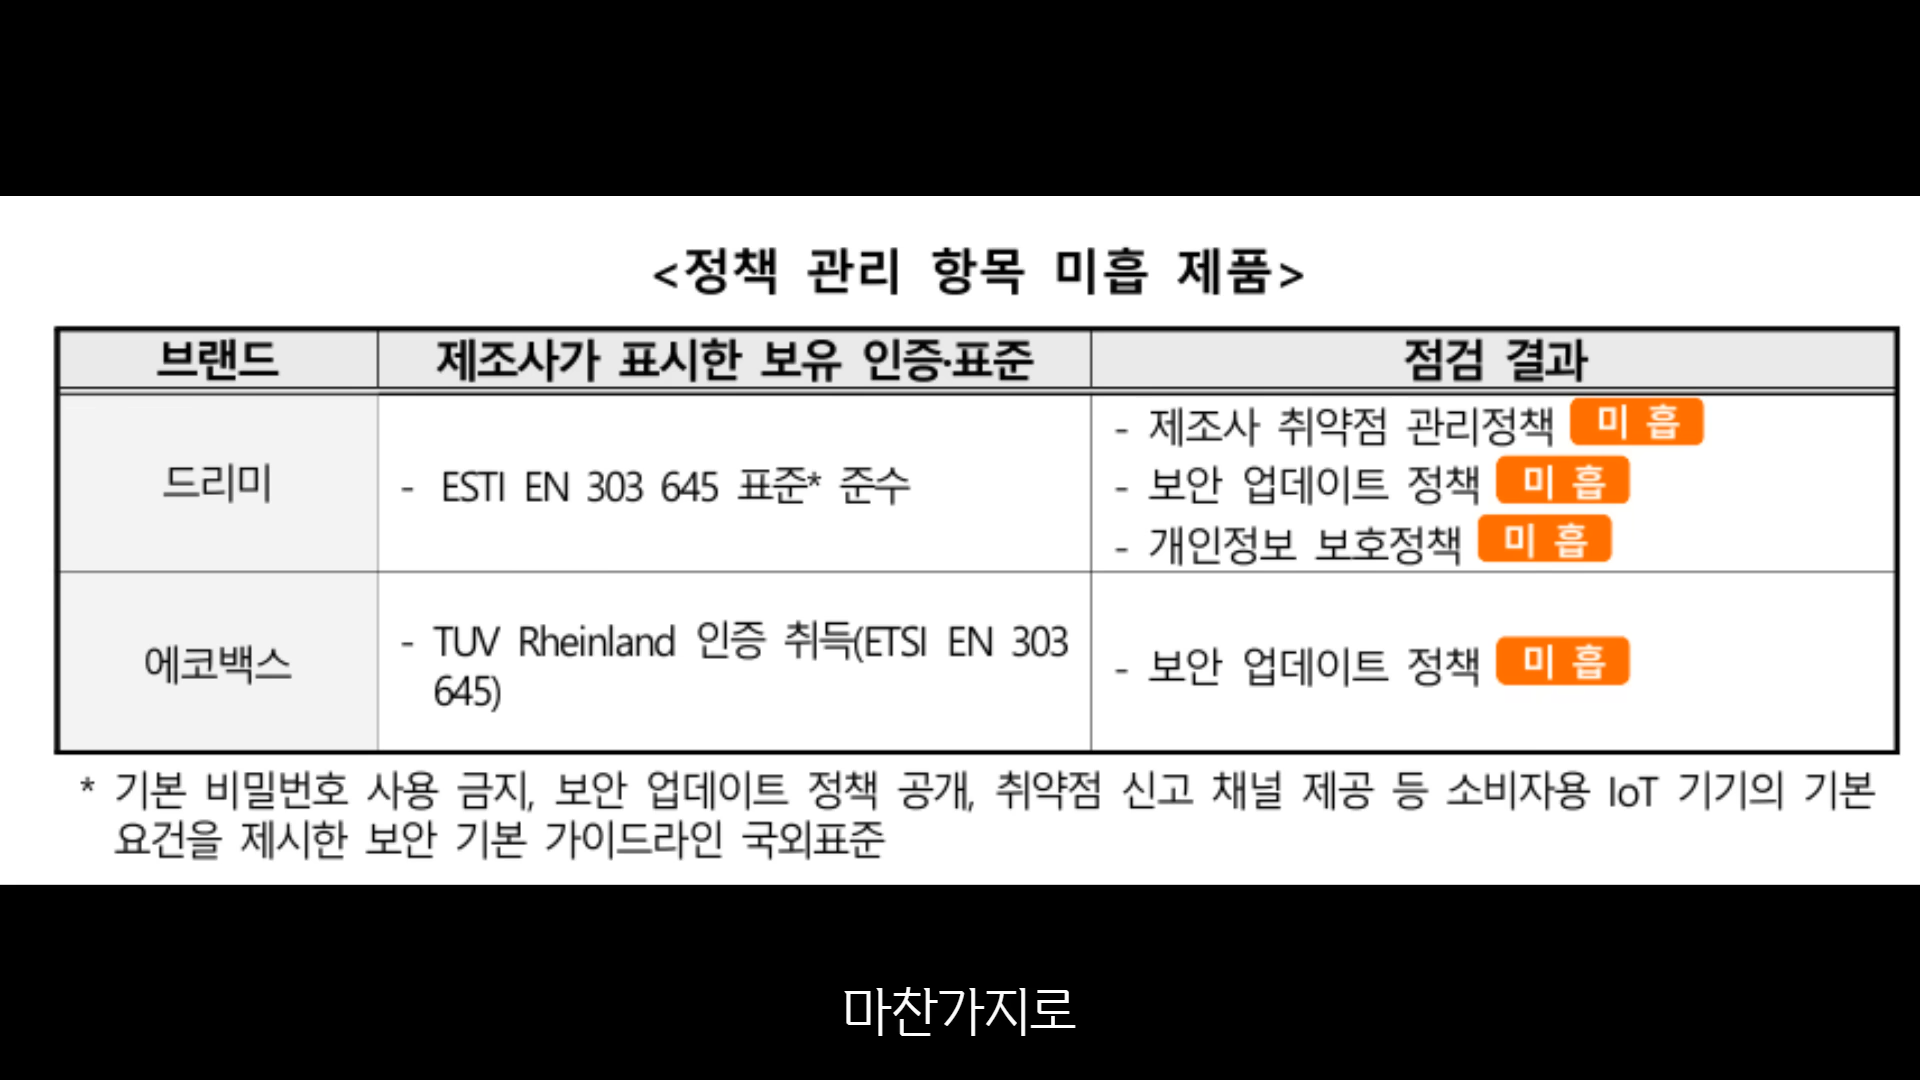 <정책 관리 항목 미흡 제품>
브랜드 제조사가 표시한 보유 인증·표준 점검 결과
드리미
- ESTI EN 303 645 표준* 준수
- 제조사 취약점 관리정책 미 흡
- 보안 업데이트 정책 미 흡
- 개인정보 보호정책 미 흡
에코백스
- TUV Rheinland 인증 취득(ETSI EN 303
645)
- 보안 업데이트 정책 미 흡
* 기본 비밀번호 사용 금지, 보안 업데이트 정책 공개, 취약점 신고 채널 제공 등 소비자용 IoT 기기의 기본
요건을 제시한 보안 기본 가이드라인 국외표준
마찬가지로